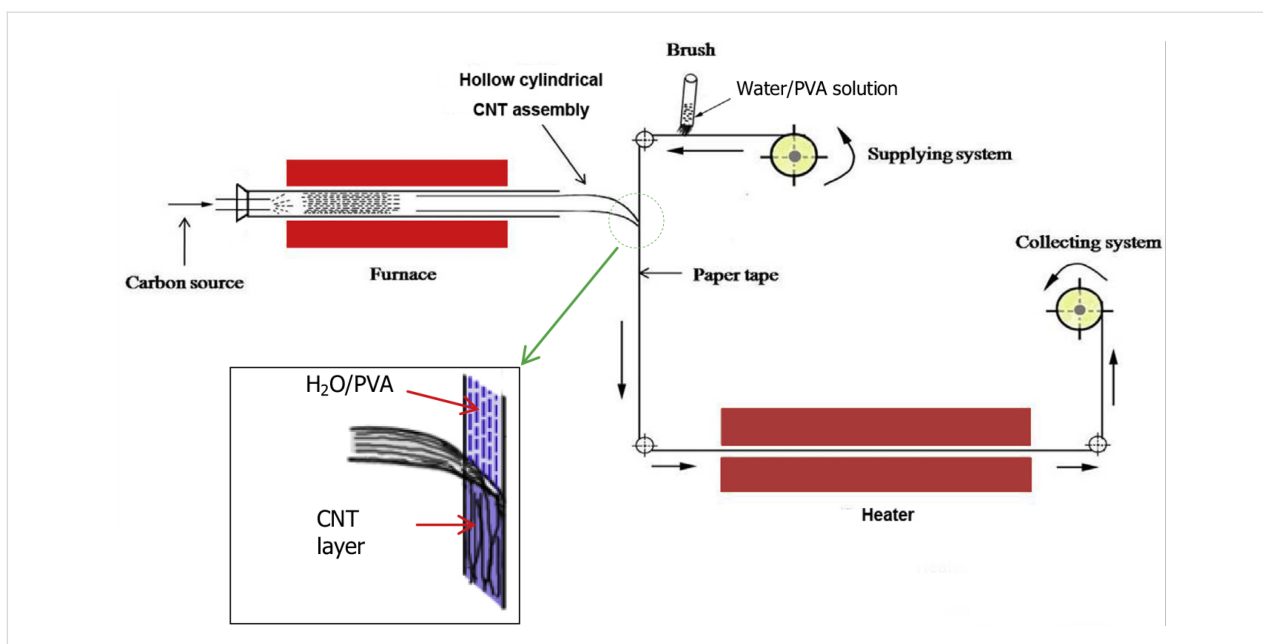 Brush
Hollow cylindrical
CNT assembly
Water/PVA solution
Supplying system
Collecting system
Furnace
Carbon source
Paper tape
H₂O/PVA
CNT
layer
Heater